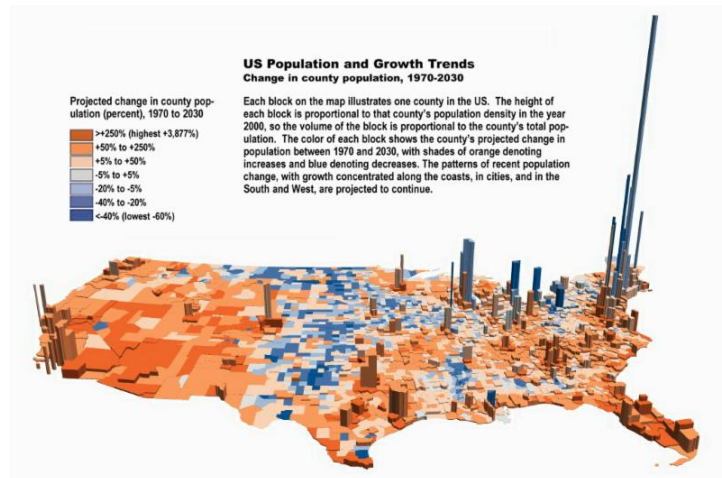 US Population and Growth Trends
Change in county population, 1970-2030
Each block on the map illustrates one county in the US. The height of
each block is proportional to that county's population density in the year
2000, so the volume of the block is proportional to the county's total pop-
ulation. The color of each block shows the county's projected change in
population between 1970 and 2030, with shades of orange denoting
increases and blue denoting decreases. The patterns of recent population
change, with growth concentrated along the coasts, in cities, and in the
South and West, are projected to continue.
Projected change in county pop-
ulation (percent), 1970 to 2030
>+250% (highest +3,877%)
+50% to +250%
+5% to +50%
-5% to +5%
-20% to -5%
-40% to -20%
<-40% (lowest -60%)